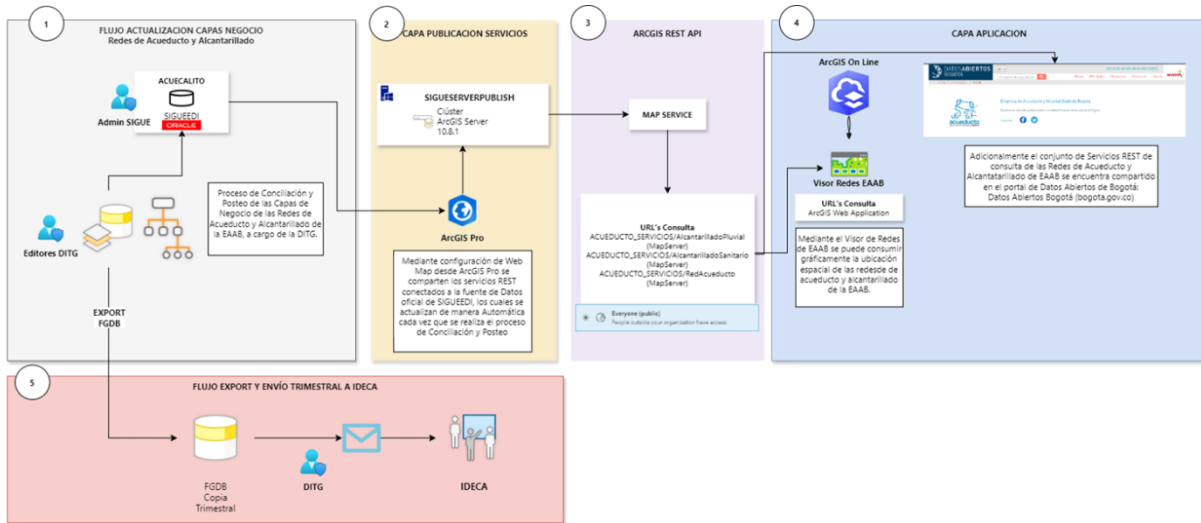 1
FLUJO ACTUALIZACION CAPAS NEGOCIO
Redes de Acueducto y Alcantarillado
ACUECALITO
SIGUEEDI
ORACLE
Admin SIGUE
Editores DITG
Proceso de Conciliación y
Posteo de las Capas de
Negocio de las Redes de
Acueducto y Alcantarillado de
la EAAB, a cargo de la DITG.
EXPORT
FGDB
2
CAPA PUBLICACION SERVICIOS
SIGUESERVERPUBLISH
Clúster
ArcGIS Server
10.8.1
ArcGIS Pro
Mediante configuración de Web
Map desde ArcGIS Pro se
comparten los servicios REST
conectados a la fuente de Datos
oficial de SIGUEEDI, los cuales se
actualizan de manera Automática
cada vez que se realiza el proceso
de Conciliación y Posteo
3
ARCGIS REST API
MAP SERVICE
URL's Consulta
ACUEDUCTO_SERVICIOS/AlcantarilladoPluvial
(MapServer)
ACUEDUCTO_SERVICIOS/AlcantarilladoSanitario
(MapServer)
ACUEDUCTO_SERVICIOS/RedAcueducto
(MapServer)
Everyone (public)
People outside your organization have access
4
CAPA APLICACION
ArcGIS On Line
Visor Redes EAAB
URL's Consulta
ArcGIS Web Application
Mediante el Visor de Redes
de EAAB se puede consumir
gráficamente la ubicación
espacial de las redesde de
acueducto y alcantarillado
de la EAAB.
DATOS ABIERTOS
BOGOTÁ
Empresa de Acueducto y Alcantarillado de Bogotá
acueducto
Adicionalmente el conjunto de Servicios REST de
consulta de las Redes de Acueducto y
Alcantatarillado de EAAB se encuentra compartido
en el portal de Datos Abiertos de Bogotá:
Datos Abiertos Bogotá (bogota.gov.co)
5
FLUJO EXPORT Y ENVÍO TRIMESTRAL A IDECA
FGDB
Copia
Trimestral
DITG
IDECA